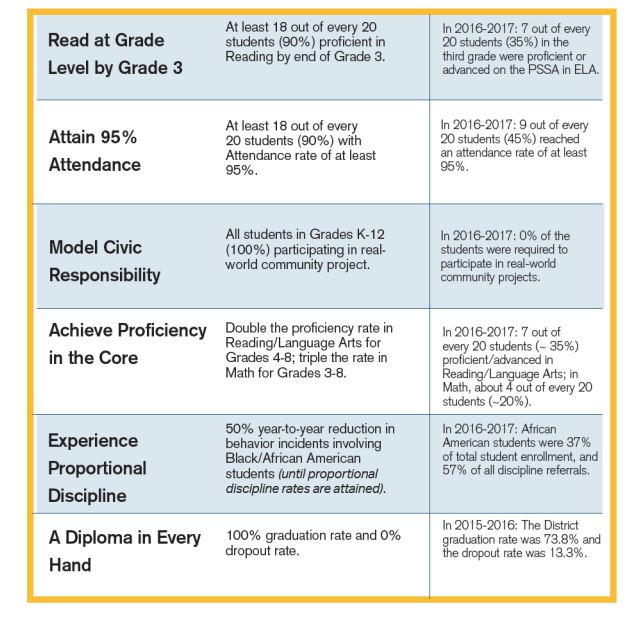 Read at Grade
Level by Grade 3
At least 18 out of every 20
students (90%) proficient in
Reading by end of Grade 3.
In 2016-2017: 7 out of every
20 students (35%) in the
third grade were proficient or
advanced on the PSSA in ELA.
Attain 95%
Attendance
At least 18 out of every
20 students (90%) with
Attendance rate of at least
95%.
In 2016-2017: 9 out of every
20 students (45%) reached
an attendance rate of at least
95%.
Model Civic
Responsibility
All students in Grades K-12
(100%) participating in real-
world community project.
In 2016-2017: 0% of the
students were required to
participate in real-world
community projects.
Achieve Proficiency
in the Core
Double the proficiency rate in
Reading/Language Arts for
Grades 4-8; triple the rate in
Math for Grades 3-8.
In 2016-2017: 7 out of
every 20 students (~ 35%)
proficient/advanced in
Reading/Language Arts; in
Math, about 4 out of every 20
students (~20%).
Experience
Proportional
Discipline
50% year-to-year reduction in
behavior incidents involving
Black/African American
students (until proportional
discipline rates are attained).
In 2016-2017: African
American students were 37%
of total student enrollment, and
57% of all discipline referrals.
A Diploma in Every
Hand
100% graduation rate and 0%
dropout rate.
In 2015-2016: The District
graduation rate was 73.8% and
the dropout rate was 13.3%.